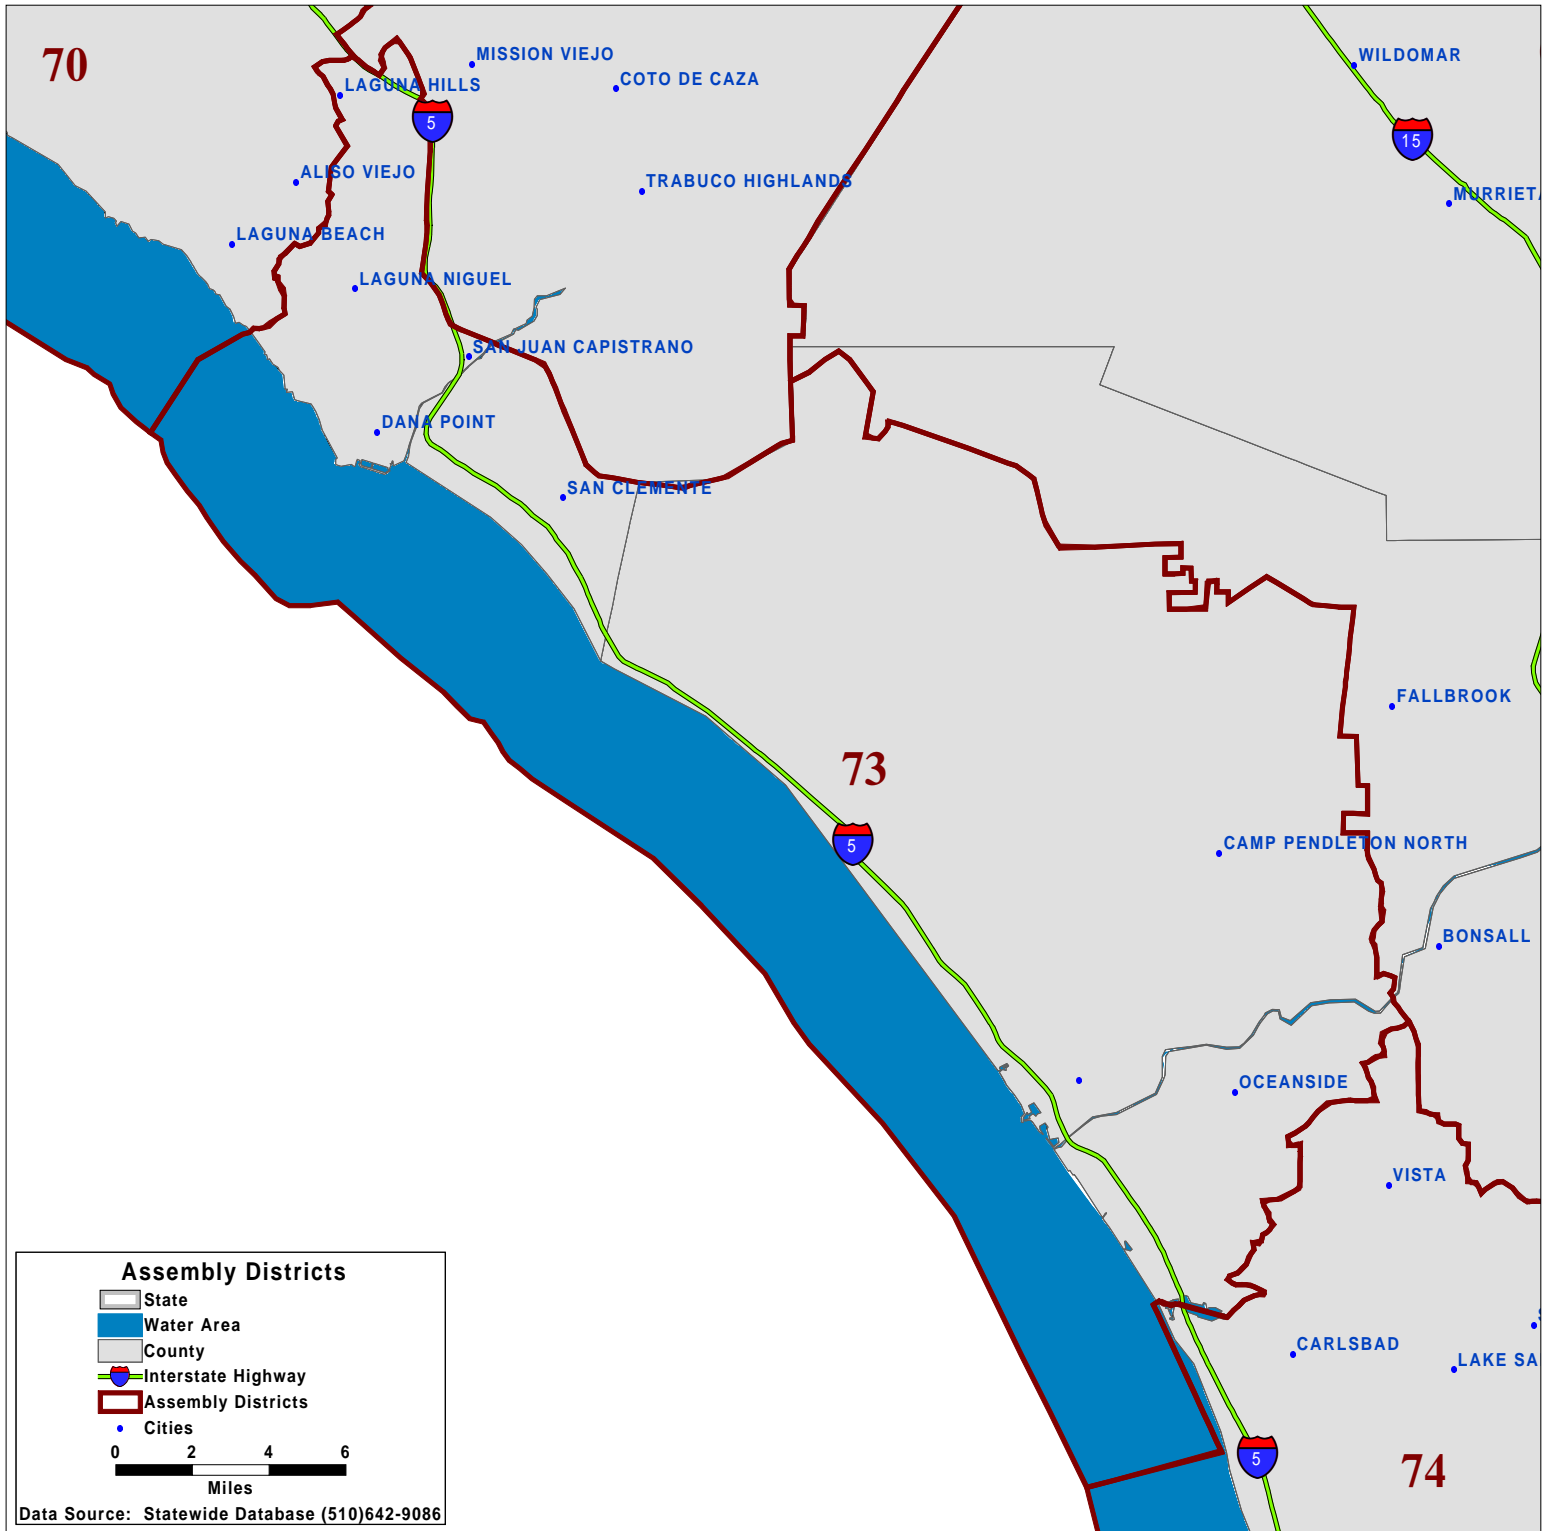 70
MISSION VIEJO
COTO DE CAZA
WILDOMAR
LAGUNA HILLS
5
15
ALISO VIEJO
TRABUCO HIGHLANDS
MURRIETA
LAGUNA BEACH
LAGUNA NIGUEL
SAN JUAN CAPISTRANO
DANA POINT
SAN CLEMENTE
FALLBROOK
73
5
CAMP PENDLETON NORTH
BONSALL
OCEANSIDE
VISTA
CARLSBAD
LAKE SA
5
74
Assembly Districts
State
Water Area
County
Interstate Highway
Assembly Districts
Cities
0 2 4 6
Miles
Data Source: Statewide Database (510)642-9086